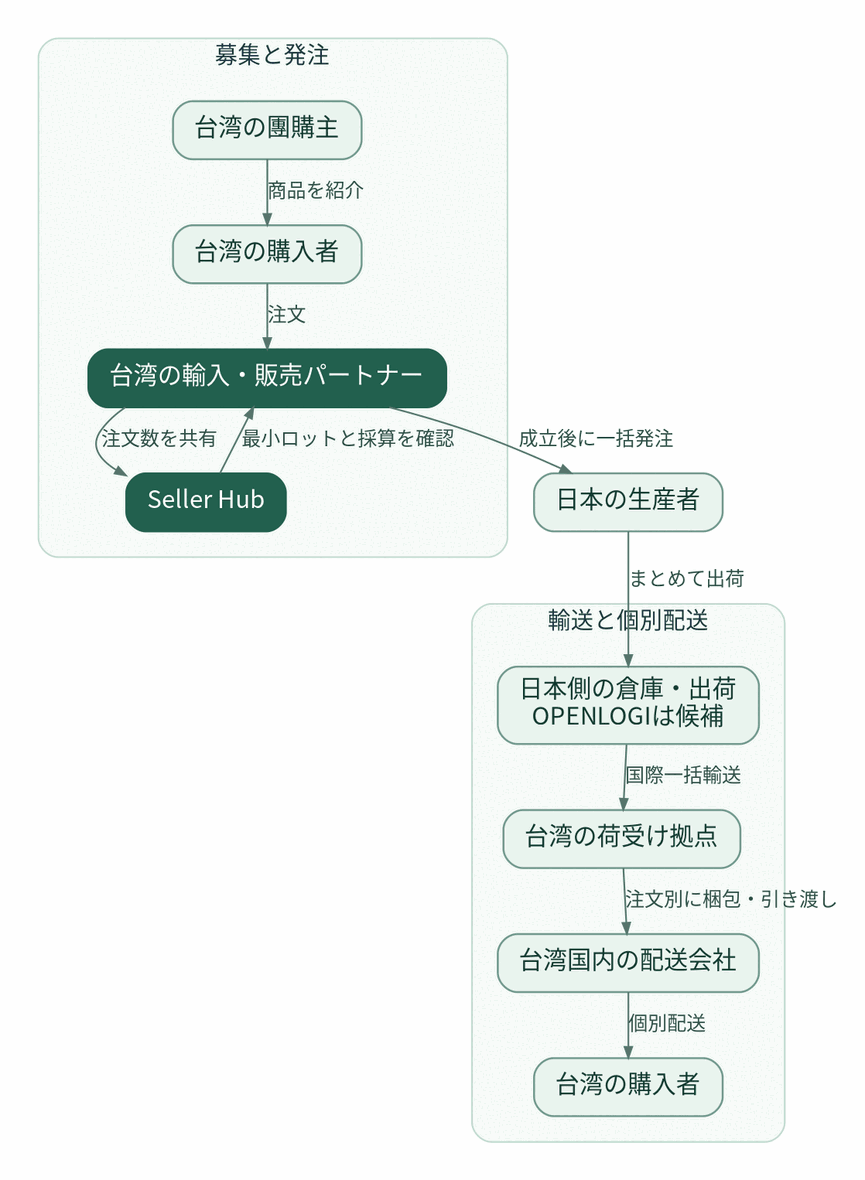 募集と発注
台湾の團購主
商品を紹介
台湾の購入者
注文
台湾の輸入・販売パートナー
注文数を共有
最小ロットと採算を確認
成立後に一括発注
Seller Hub
日本の生産者
まとめて出荷
輸送と個別配送
日本側の倉庫・出荷
OPENLOGIは候補
国際一括輸送
台湾の荷受け拠点
注文別に梱包・引き渡し
台湾国内の配送会社
個別配送
台湾の購入者